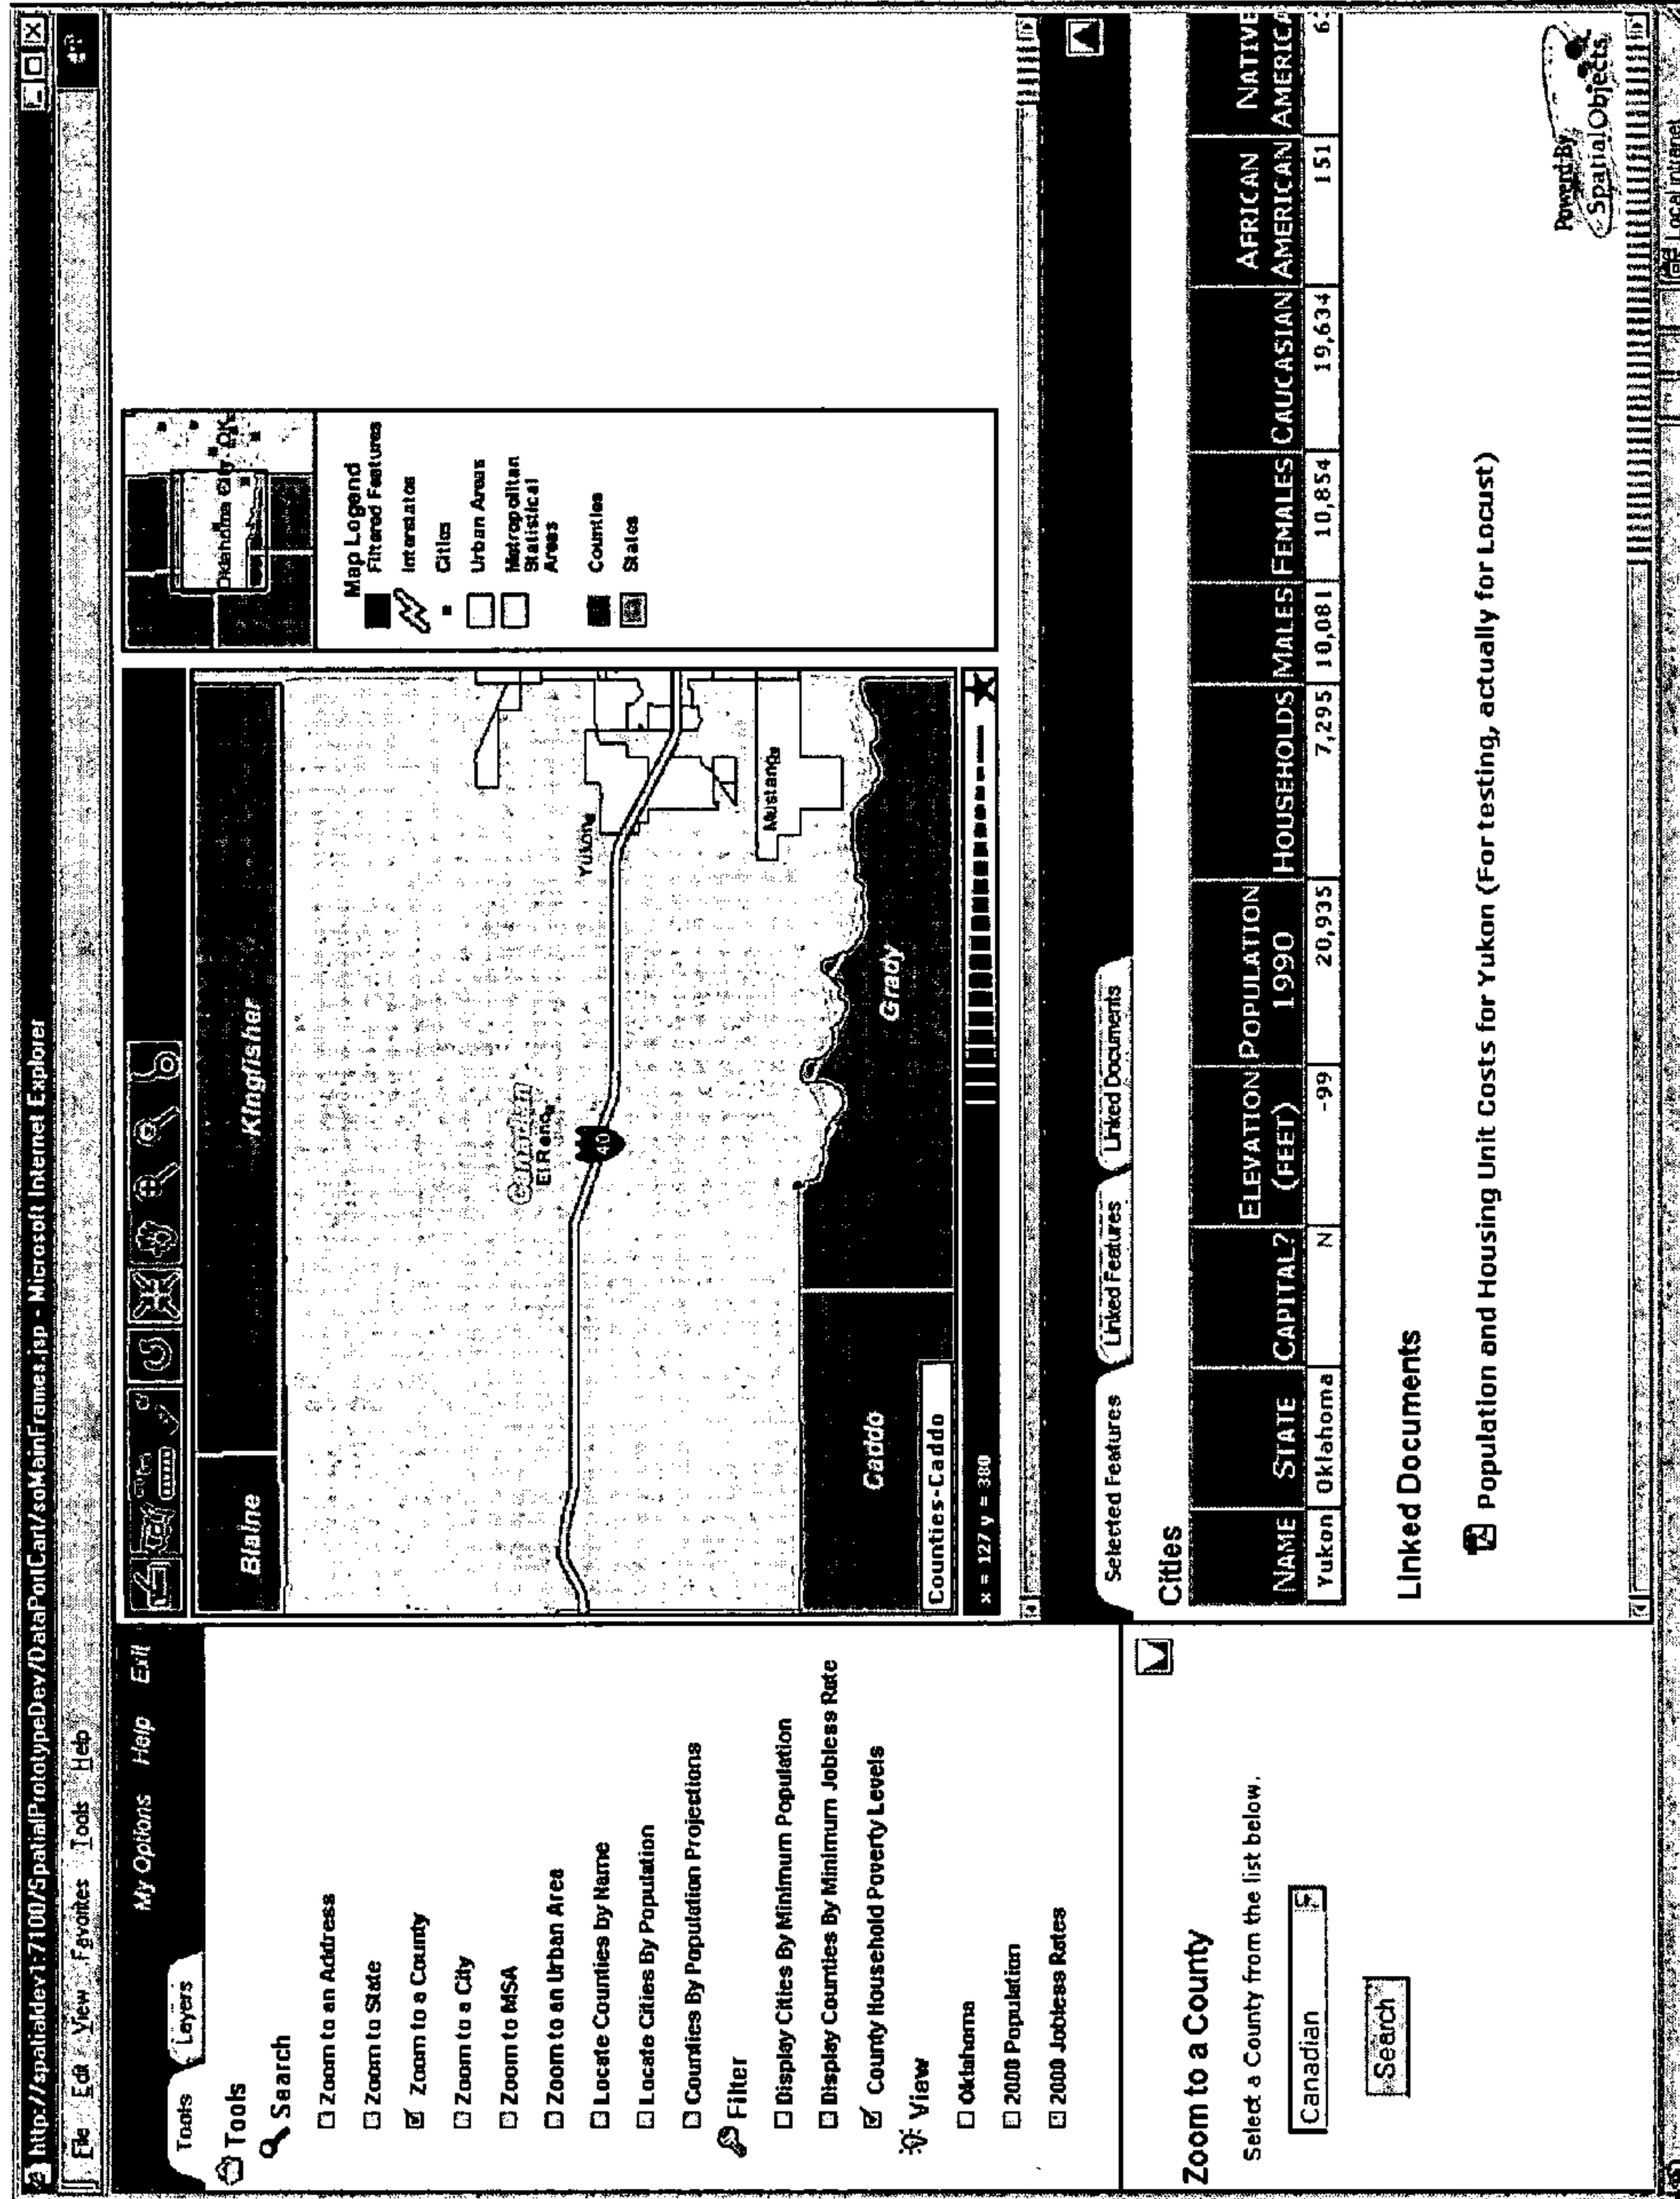 http://spatialdev1:7100/SpatialPrototypeDev/DataPortCart/soMainFrames.jsp - Microsoft Internet Explorer
File Edit View Favorites Tools Help
My Options Help Exit
Tools Layers
Tools
Search
Zoom to an Address
Zoom to State
Zoom to a County
Zoom to a City
Zoom to MSA
Zoom to an Urban Area
Locate Counties by Name
Locate Cities By Population
Counties By Population Projections
Filter
Display Cities By Minimum Population
Display Counties By Minimum Jobless Rate
County Household Poverty Levels
View
Oklahoma
2000 Population
2000 Jobless Rates
Zoom to a County
Select a County from the list below.
Canadian
Search
Blaine
Kingfisher
Canadian
El Reno
40
Yukon
Mustang
Caddo
Grady
Counties-Caddo
x = 127 y = 380
Oklahoma City, OK
Map Legend
Filtered Features
Interstates
Cities
Urban Areas
Metropolitan
Statistical
Areas
Counties
States
Selected Features Linked Features Linked Documents
Cities
NAME STATE CAPITAL? ELEVATION (FEET) POPULATION 1990 HOUSEHOLDS MALES FEMALES CAUCASIAN AFRICAN AMERICAN NATIVE AMERICA
Yukon Oklahoma N -99 20,935 7,295 10,081 10,854 19,634 151
Linked Documents
Population and Housing Unit Costs for Yukon (For testing, actually for Locust)
Powerd By
SpatialObjects
Local intranet